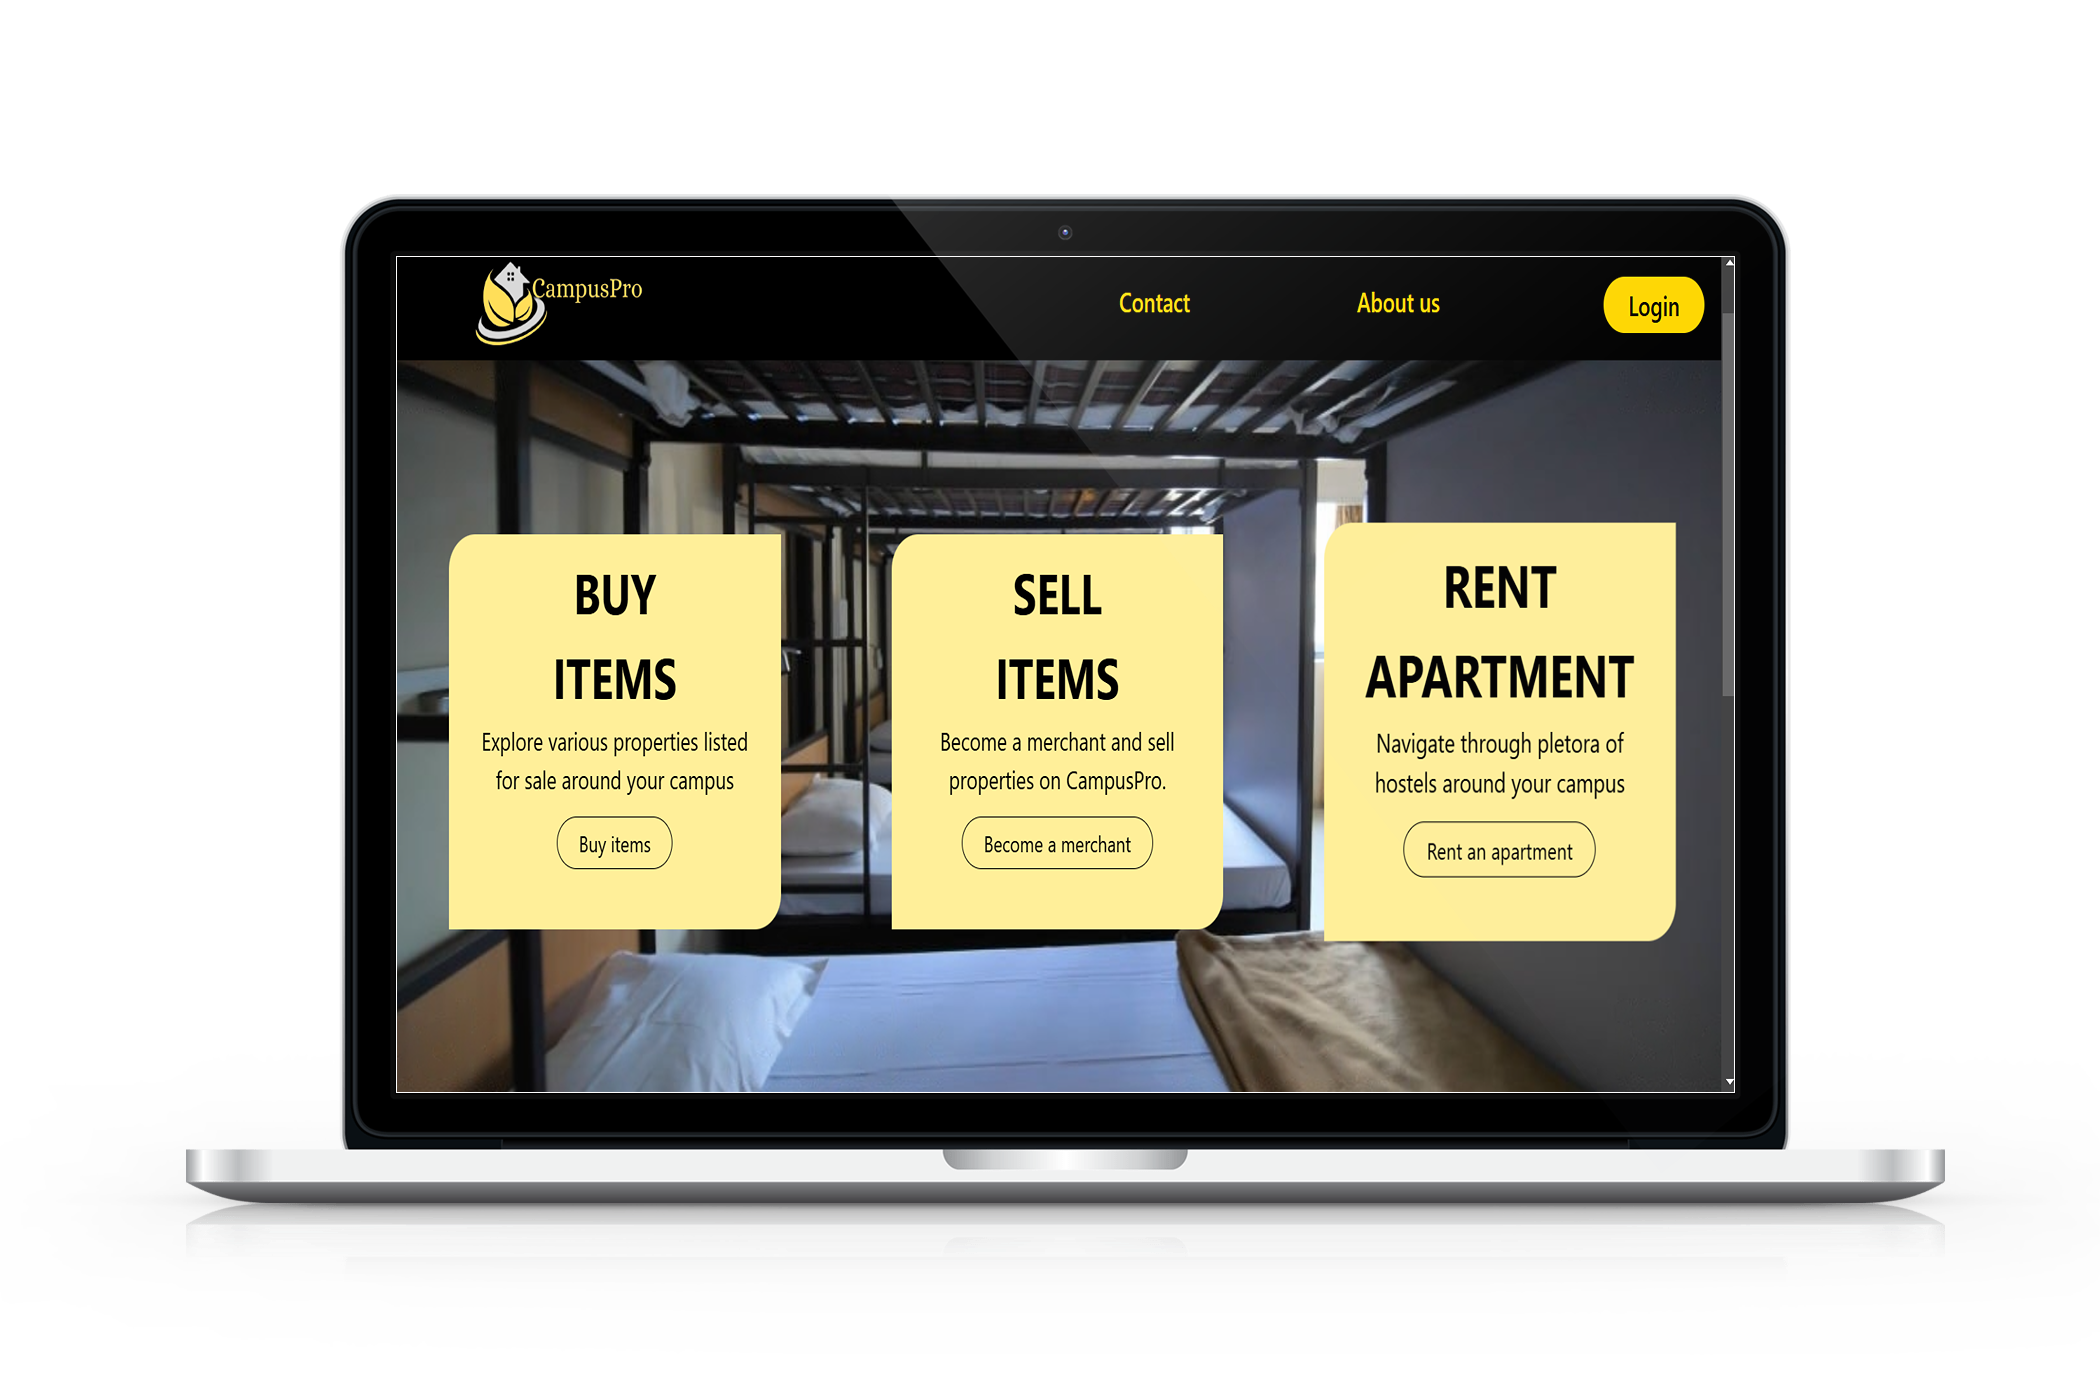 CampusPro
Contact
About us
Login
BUY
ITEMS
Explore various properties listed
for sale around your campus
Buy items
SELL
ITEMS
Become a merchant and sell
properties on CampusPro.
Become a merchant
RENT
APARTMENT
Navigate through pletora of
hostels around your campus
Rent an apartment